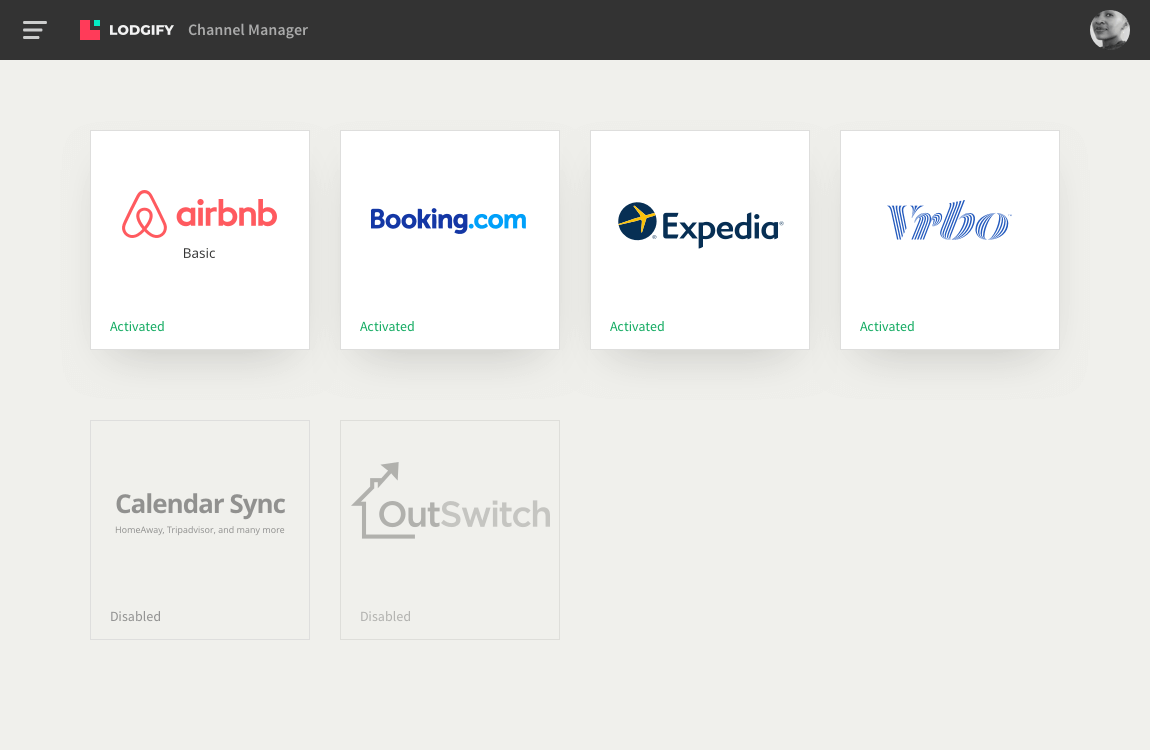 LODGIFY Channel Manager
airbnb
Basic
Activated
Booking.com
Activated
Expedia®
Activated
Vrbo
Activated
Calendar Sync
HomeAway, Tripadvisor, and many more
Disabled
OutSwitch
Disabled